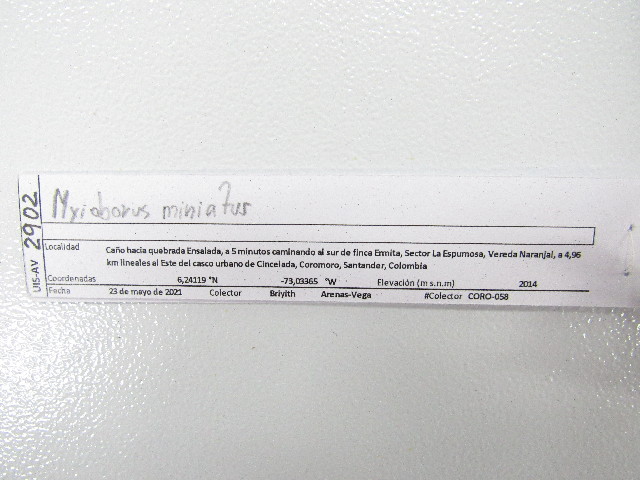 UIS-AV 2902
Myioborus miniatus
Localidad Caño hacia quebrada Ensalada, a 5 minutos caminando al sur de finca Ermita, Sector La Espumosa, Vereda Naranjal, a 4,96
km lineales al Este del casco urbano de Cincelada, Coromoro, Santander, Colombia
Coordenadas 6,24119 °N -73,03365 °W Elevación (m s.n.m) 2014
Fecha 23 de mayo de 2021 Colector Briyith Arenas-Vega #Colector CORO-058